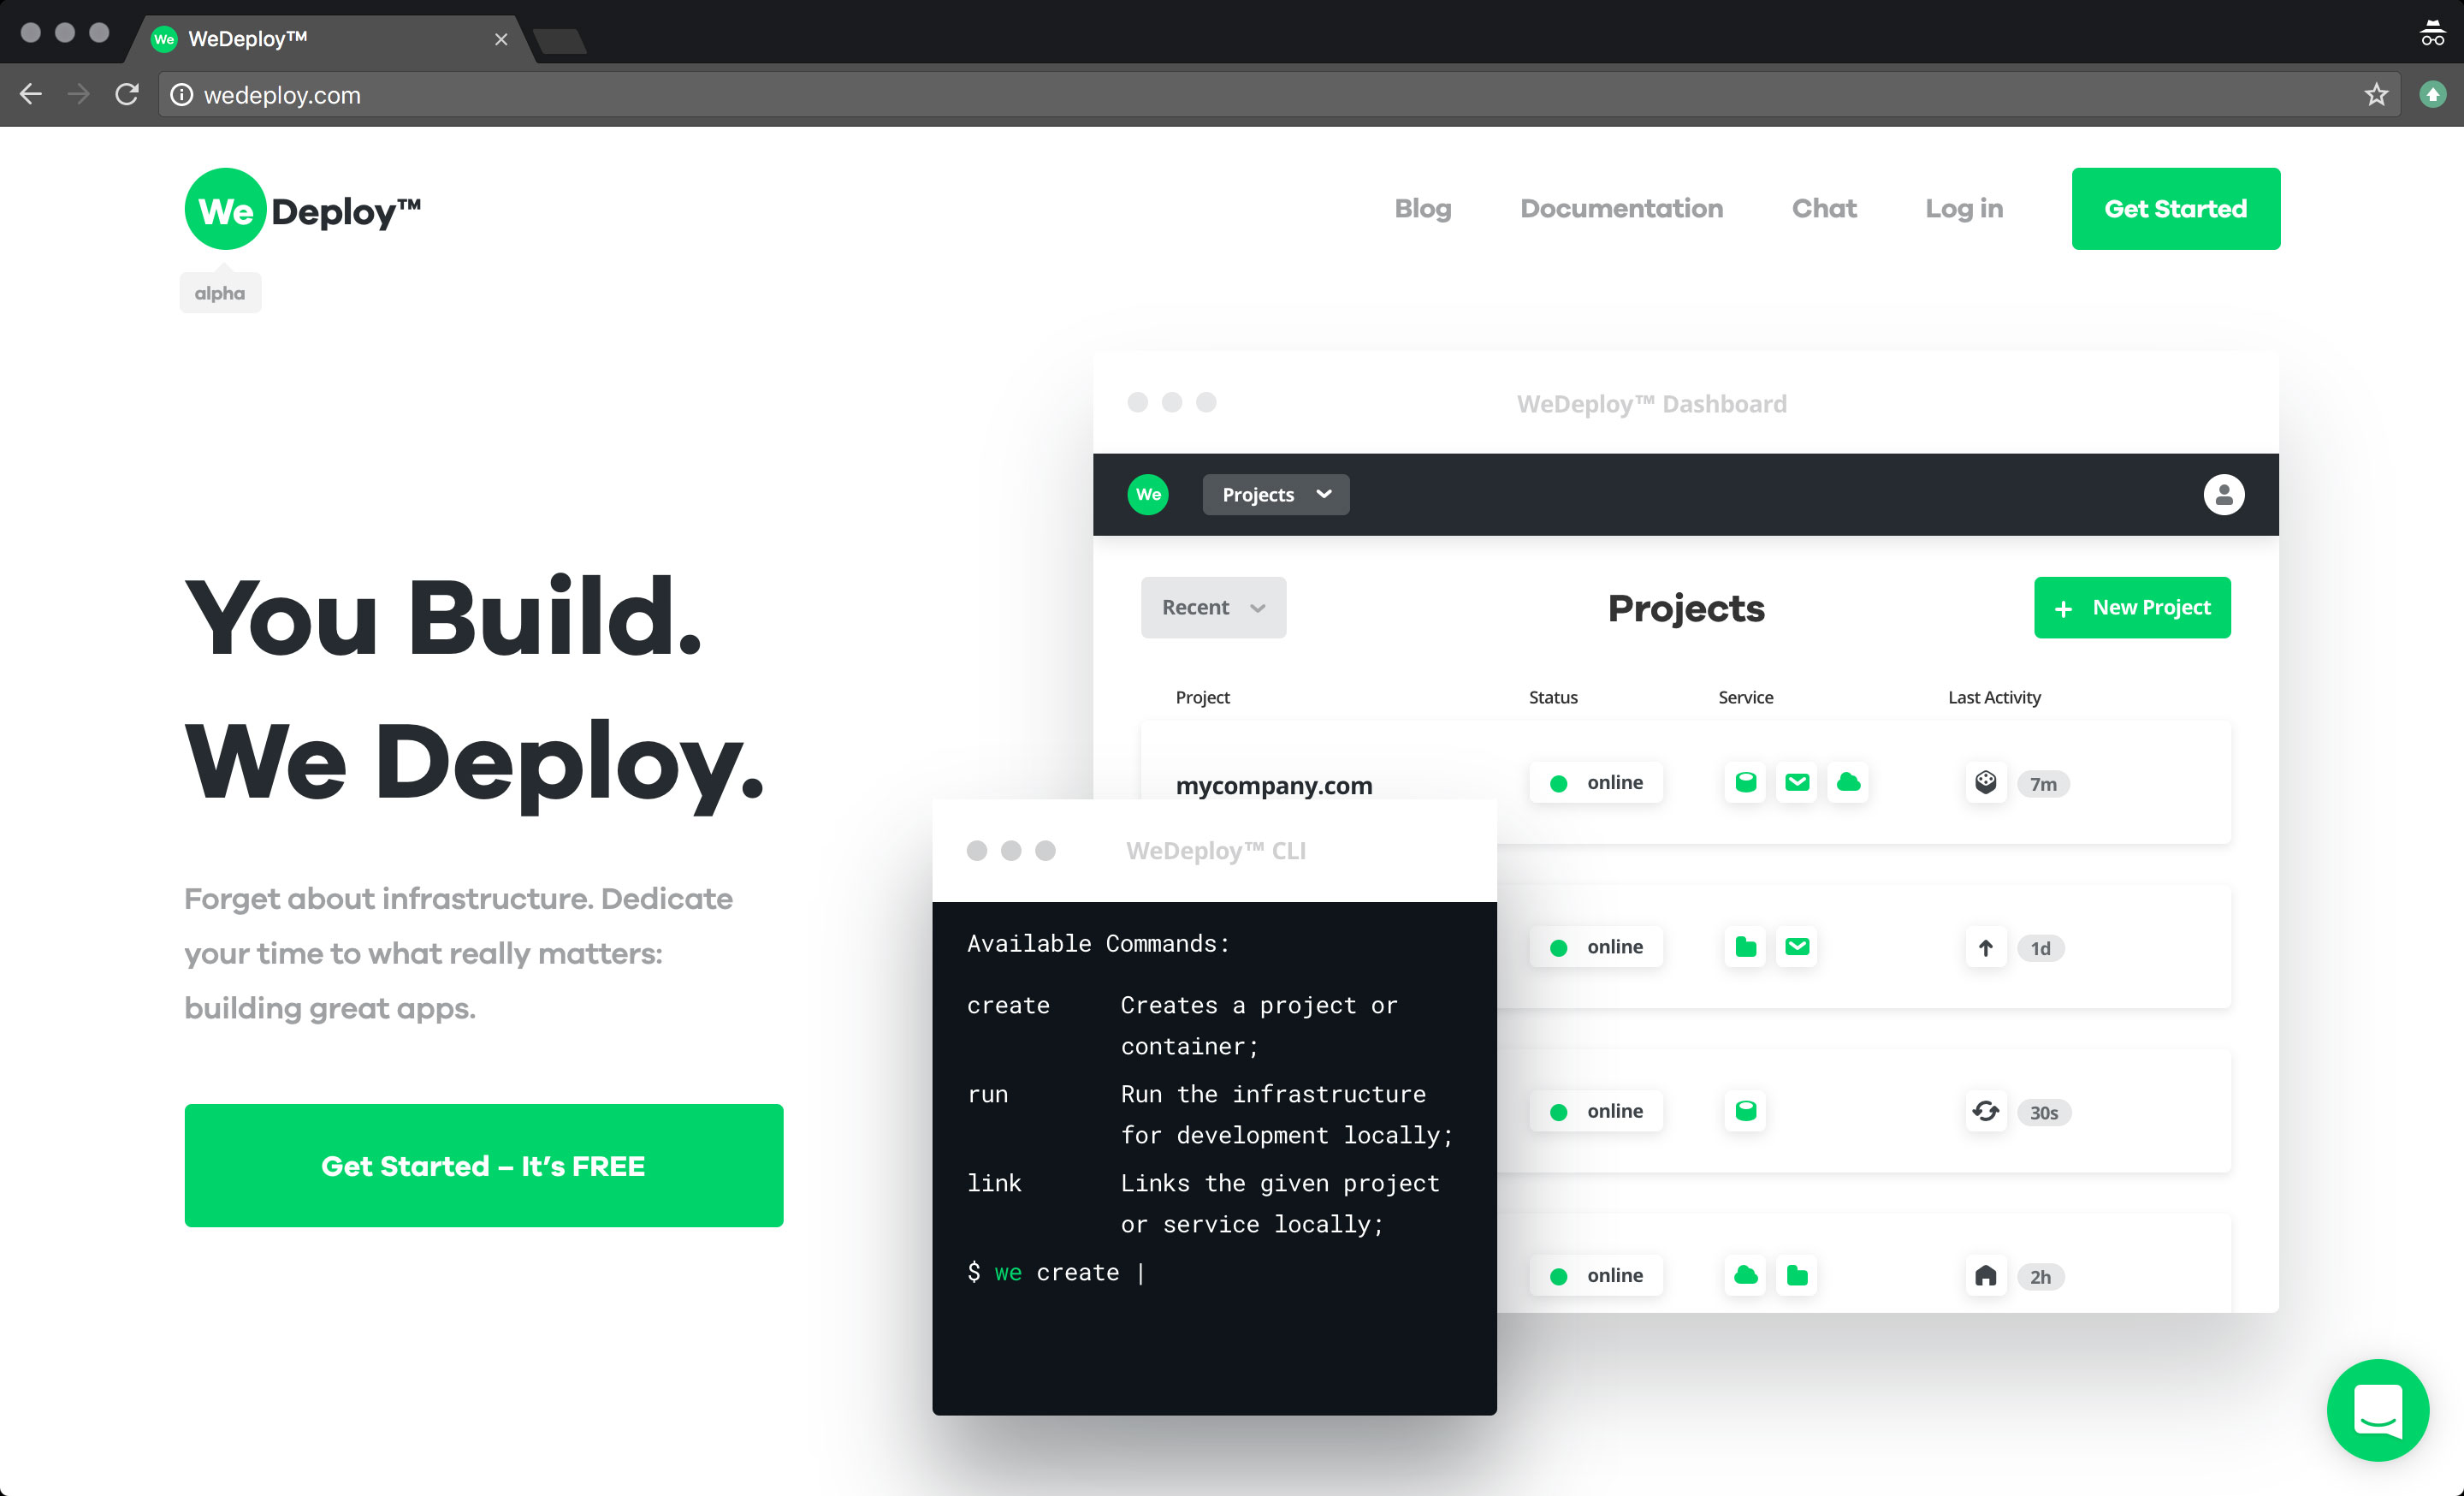 We WeDeploy™
wedeploy.com
We Deploy™
alpha
Blog Documentation Chat Log in Get Started
You Build.
We Deploy.
Forget about infrastructure. Dedicate
your time to what really matters:
building great apps.
Get Started – It’s FREE
WeDeploy™ Dashboard
We Projects
Recent Projects + New Project
Project Status Service Last Activity
mycompany.com online 7m
online 1d
online 30s
online 2h
WeDeploy™ CLI
Available Commands:
create Creates a project or
container;
run Run the infrastructure
for development locally;
link Links the given project
or service locally;
$ we create |